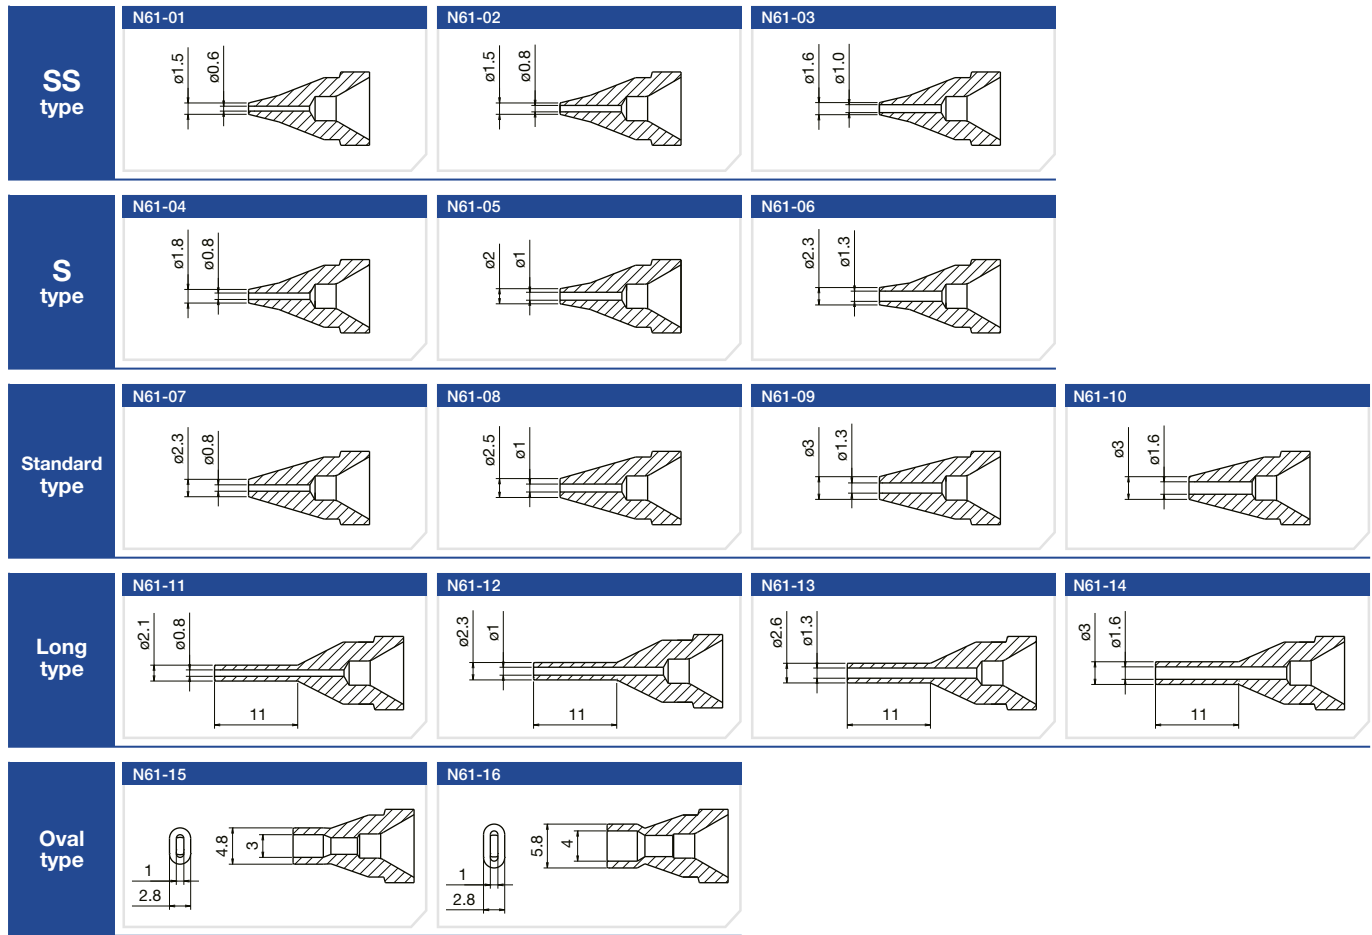 SS
type
N61-01
ø1.5
ø0.6
N61-02
ø1.5
ø0.8
N61-03
ø1.6
ø1.0
S
type
N61-04
ø1.8
ø0.8
N61-05
ø2
ø1
N61-06
ø2.3
ø1.3
Standard
type
N61-07
ø2.3
ø0.8
N61-08
ø2.5
ø1
N61-09
ø3
ø1.3
N61-10
ø3
ø1.6
Long
type
N61-11
ø2.1
ø0.8
11
N61-12
ø2.3
ø1
11
N61-13
ø2.6
ø1.3
11
N61-14
ø3
ø1.6
11
Oval
type
N61-15
1
2.8
4.8
3
N61-16
1
2.8
5.8
4